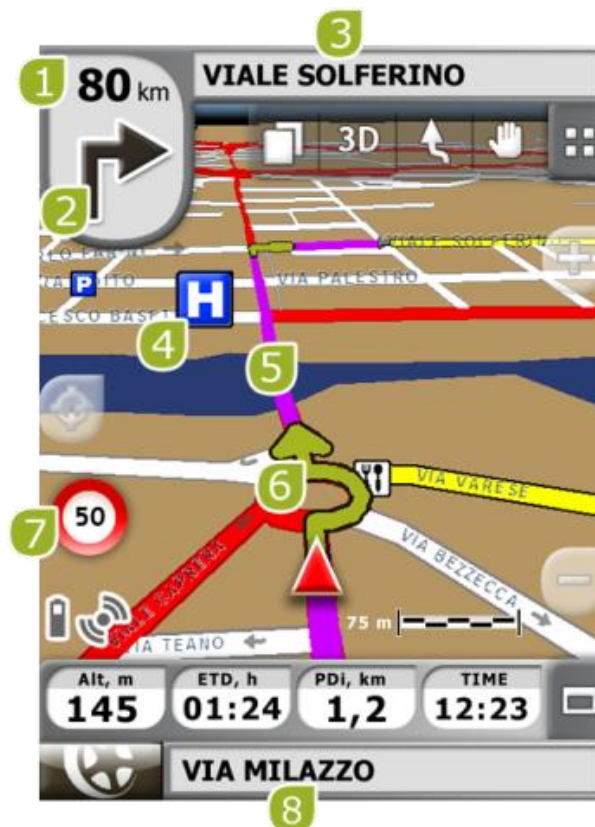 3
1
80 km
VIALE SOLFERINO
3D
2
VIALE SOLFERINO
P
H
VIA PALESTRO
4
5
6
VIA VARESE
7
50
VIA BEZZECCA
75 m
VIA TEANO
Alt, m
ETD, h
PDi, km
TIME
145
01:24
1,2
12:23
VIA MILAZZO
8